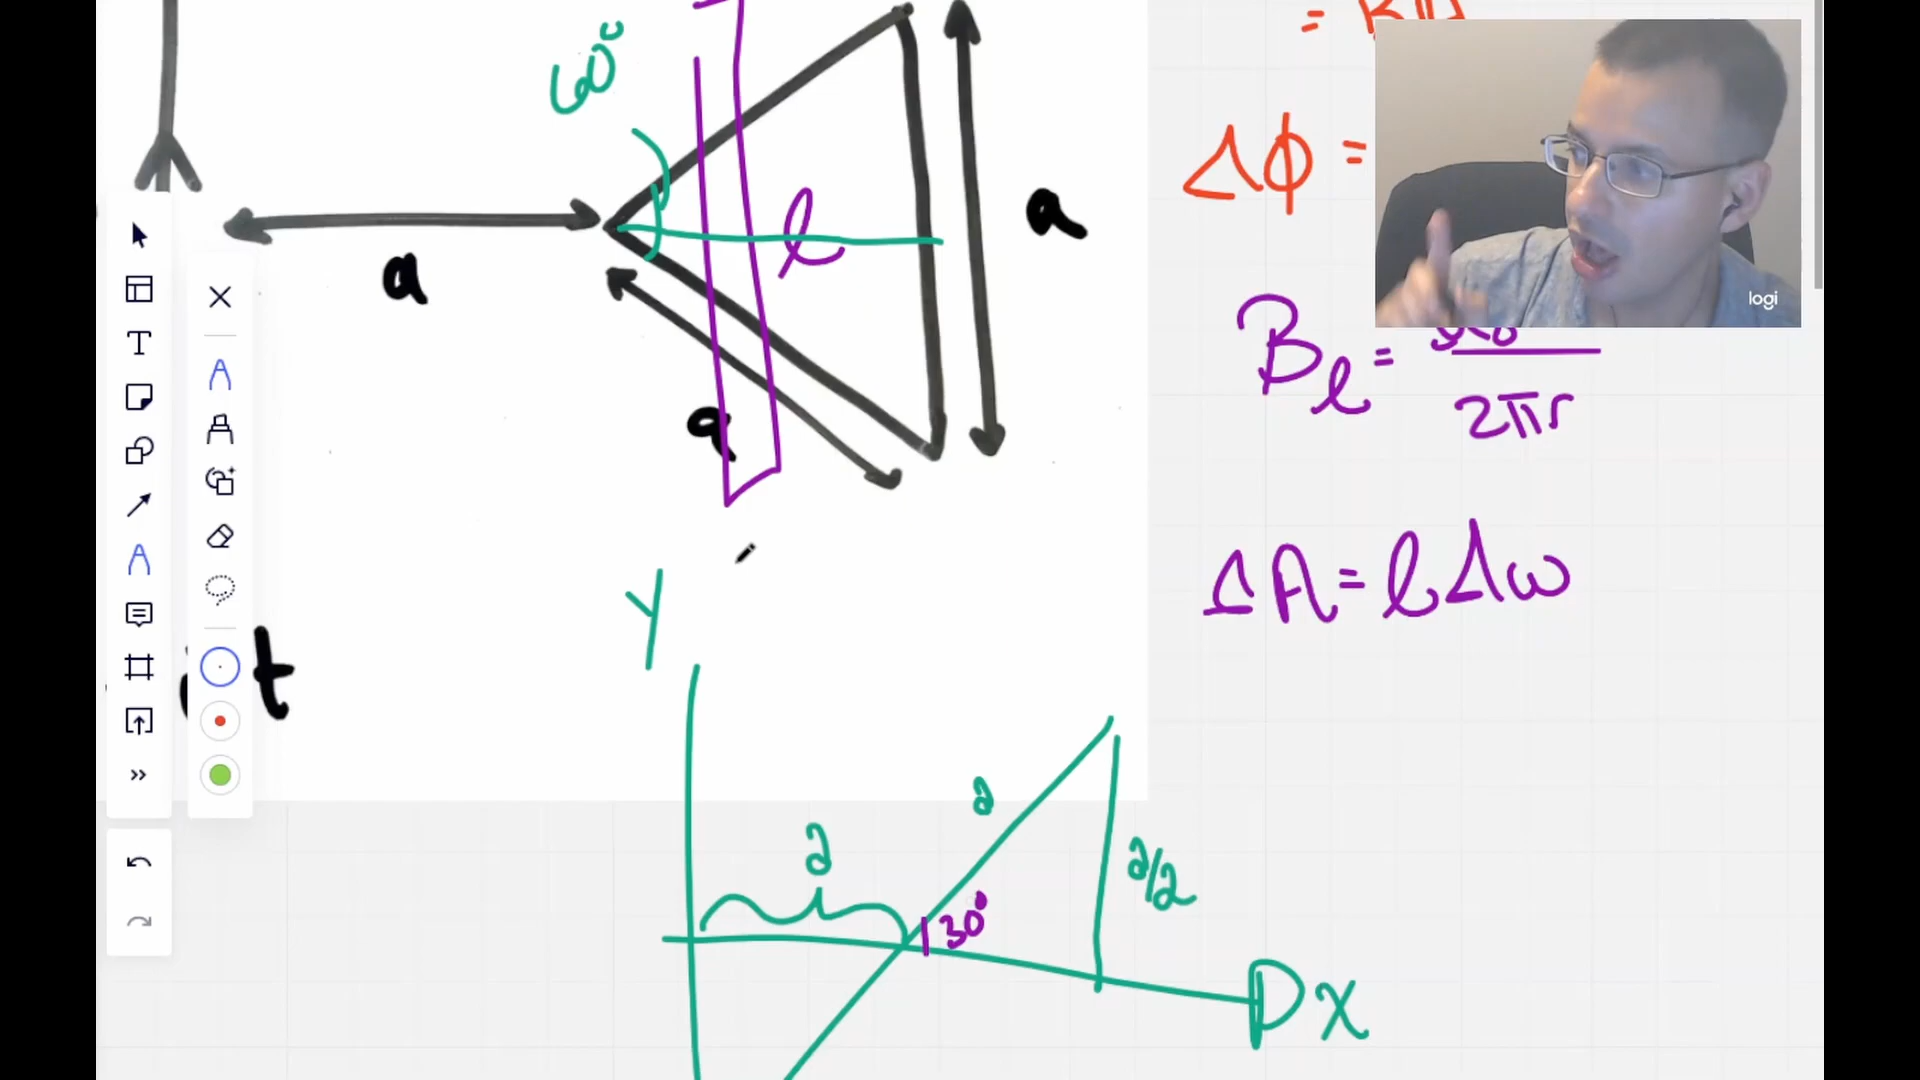 60°
=
Δϕ =
logi
a
l
a
a
B_l =
2πr
ΔA = lΔω
y
t
a
a
a/2
30°
x